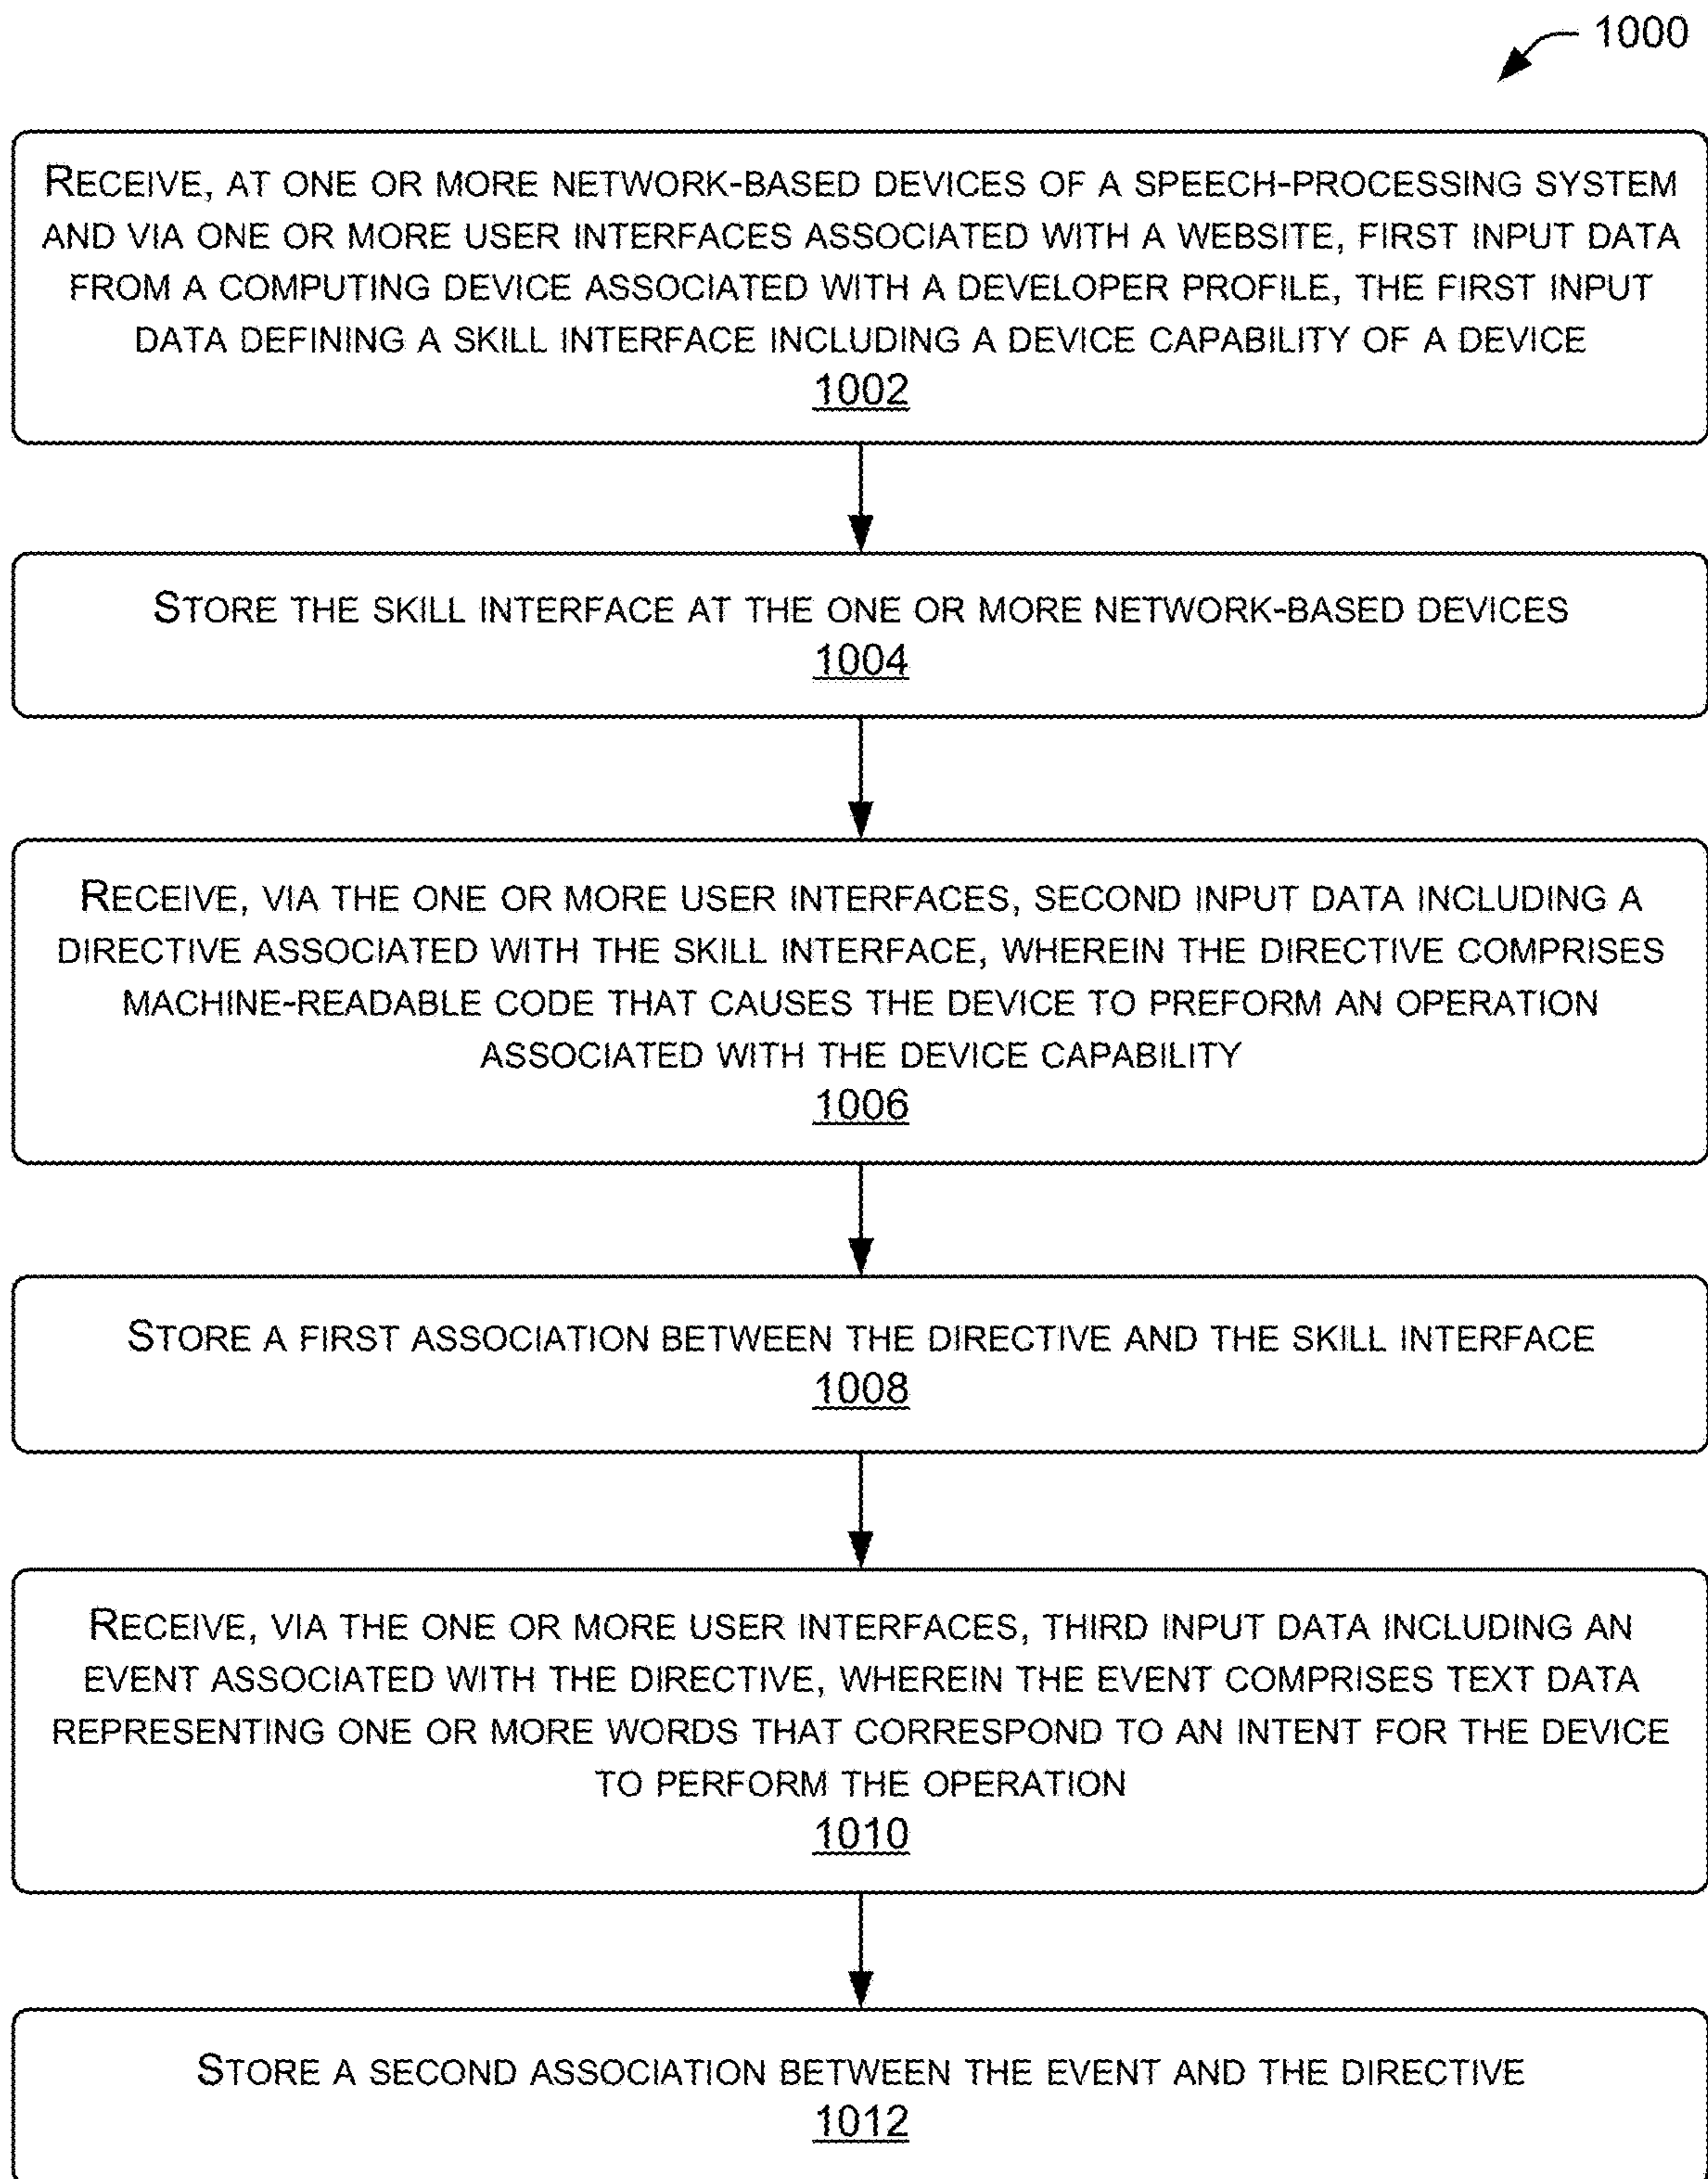 1000
RECEIVE, AT ONE OR MORE NETWORK-BASED DEVICES OF A SPEECH-PROCESSING SYSTEM
AND VIA ONE OR MORE USER INTERFACES ASSOCIATED WITH A WEBSITE, FIRST INPUT DATA
FROM A COMPUTING DEVICE ASSOCIATED WITH A DEVELOPER PROFILE, THE FIRST INPUT
DATA DEFINING A SKILL INTERFACE INCLUDING A DEVICE CAPABILITY OF A DEVICE
1002
STORE THE SKILL INTERFACE AT THE ONE OR MORE NETWORK-BASED DEVICES
1004
RECEIVE, VIA THE ONE OR MORE USER INTERFACES, SECOND INPUT DATA INCLUDING A
DIRECTIVE ASSOCIATED WITH THE SKILL INTERFACE, WHEREIN THE DIRECTIVE COMPRISES
MACHINE-READABLE CODE THAT CAUSES THE DEVICE TO PREFORM AN OPERATION
ASSOCIATED WITH THE DEVICE CAPABILITY
1006
STORE A FIRST ASSOCIATION BETWEEN THE DIRECTIVE AND THE SKILL INTERFACE
1008
RECEIVE, VIA THE ONE OR MORE USER INTERFACES, THIRD INPUT DATA INCLUDING AN
EVENT ASSOCIATED WITH THE DIRECTIVE, WHEREIN THE EVENT COMPRISES TEXT DATA
REPRESENTING ONE OR MORE WORDS THAT CORRESPOND TO AN INTENT FOR THE DEVICE
TO PERFORM THE OPERATION
1010
STORE A SECOND ASSOCIATION BETWEEN THE EVENT AND THE DIRECTIVE
1012